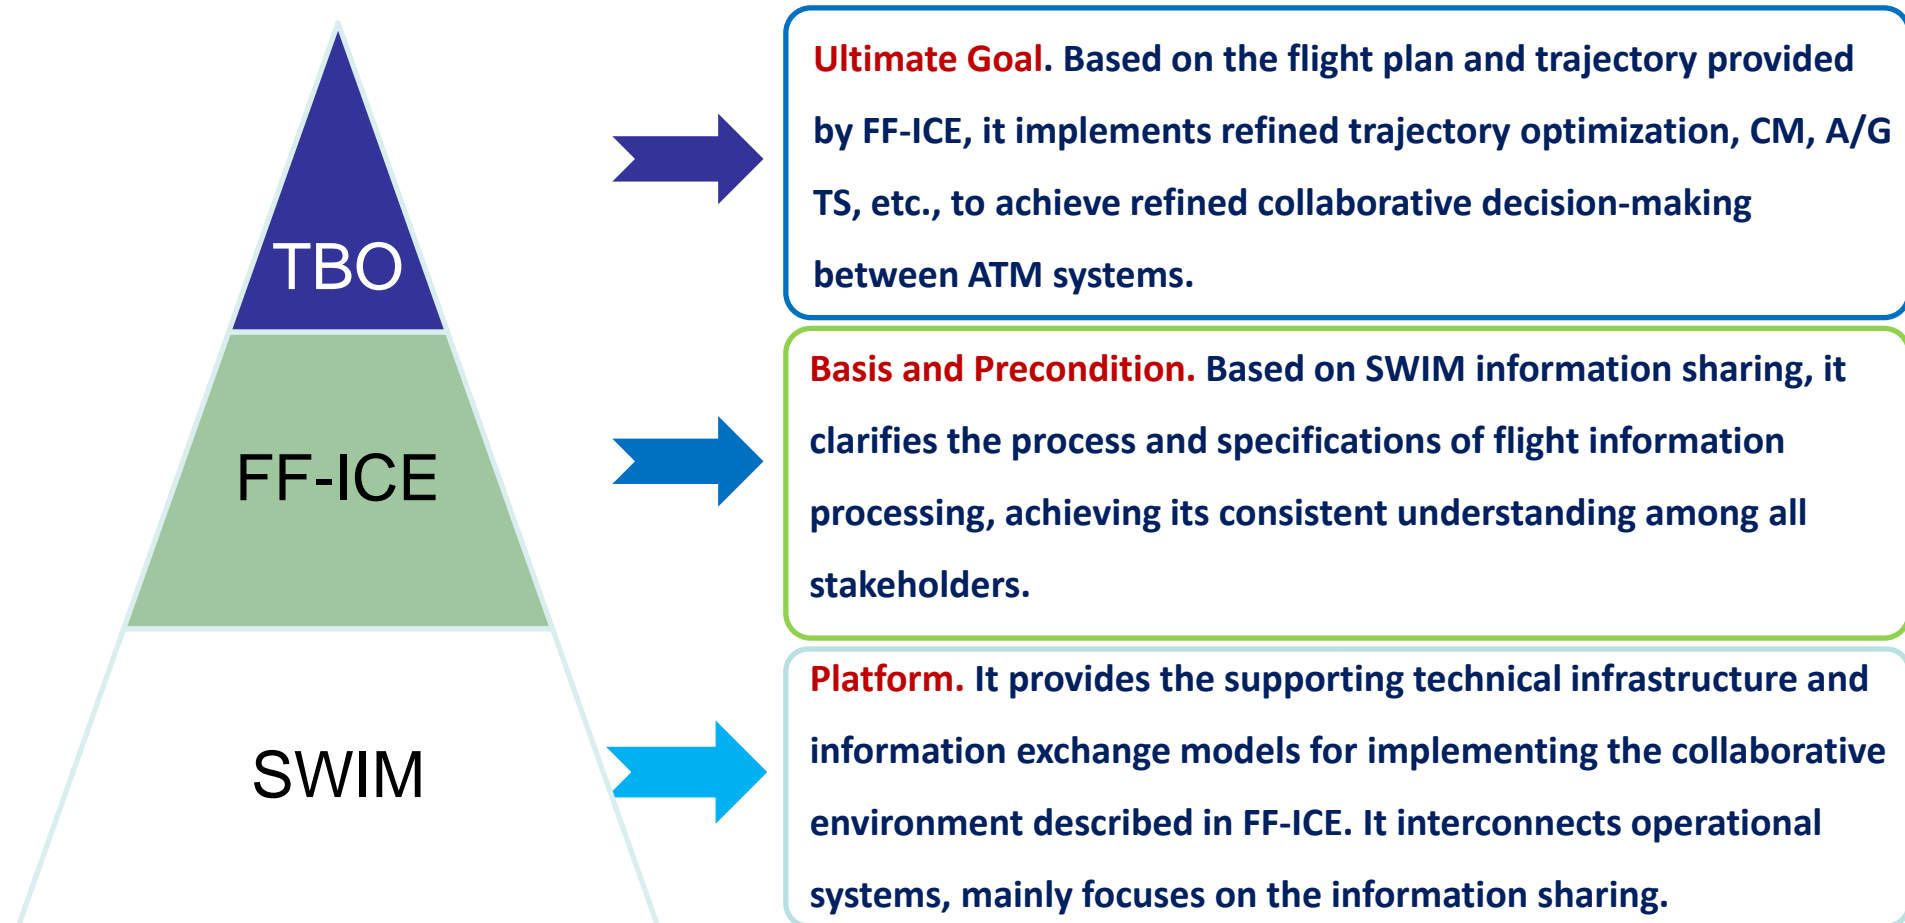 TBO
Ultimate Goal. Based on the flight plan and trajectory provided
by FF-ICE, it implements refined trajectory optimization, CM, A/G
TS, etc., to achieve refined collaborative decision-making
between ATM systems.
FF-ICE
Basis and Precondition. Based on SWIM information sharing, it
clarifies the process and specifications of flight information
processing, achieving its consistent understanding among all
stakeholders.
SWIM
Platform. It provides the supporting technical infrastructure and
information exchange models for implementing the collaborative
environment described in FF-ICE. It interconnects operational
systems, mainly focuses on the information sharing.